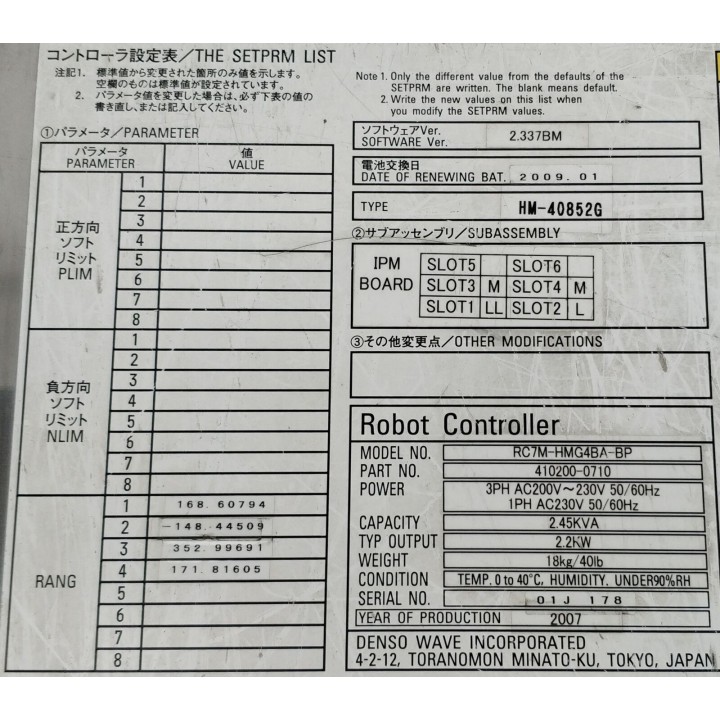 コントローラ設定表／THE SETPRM LIST
注記1. 標準値から変更された箇所のみ値を示します。
空欄のものは標準値が設定されています。
2. パラメータ値を変更した場合は、必ず下表の値の
書き直し、または記入してください。
Note 1. Only the different value from the defaults of the
SETPRM are written. The blank means default.
2. Write the new values on this list when
you modify the SETPRM values.
①パラメータ／PARAMETER
パラメータ 値
PARAMETER VALUE
正方向
ソフト
リミット
PLIM
1
2
3
4
5
6
7
8
負方向
ソフト
リミット
NLIM
1
2
3
4
5
6
7
8
RANG
1 168.60794
2 -148.44509
3 352.99691
4 171.81605
5
6
7
8
ソフトウェアVer.
SOFTWARE Ver. 2.337BM
電池交換日
DATE OF RENEWING BAT. 2009.01
TYPE HM-40852G
②サブアッセンブリ／SUBASSEMBLY
IPM
BOARD
SLOT5 SLOT6
SLOT3 M SLOT4 M
SLOT1 LL SLOT2 L
③その他変更点／OTHER MODIFICATIONS
Robot Controller
MODEL NO. RC7M-HMG4BA-BP
PART NO. 410200-0710
POWER 3PH AC200V～230V 50/60Hz
1PH AC230V 50/60Hz
CAPACITY 2.45KVA
TYP OUTPUT 2.2KW
WEIGHT 18kg/40lb
CONDITION TEMP. 0 to 40℃, HUMIDITY. UNDER90%RH
SERIAL NO. 01J 178
YEAR OF PRODUCTION 2007
DENSO WAVE INCORPORATED
4-2-12, TORANOMON MINATO-KU, TOKYO, JAPAN